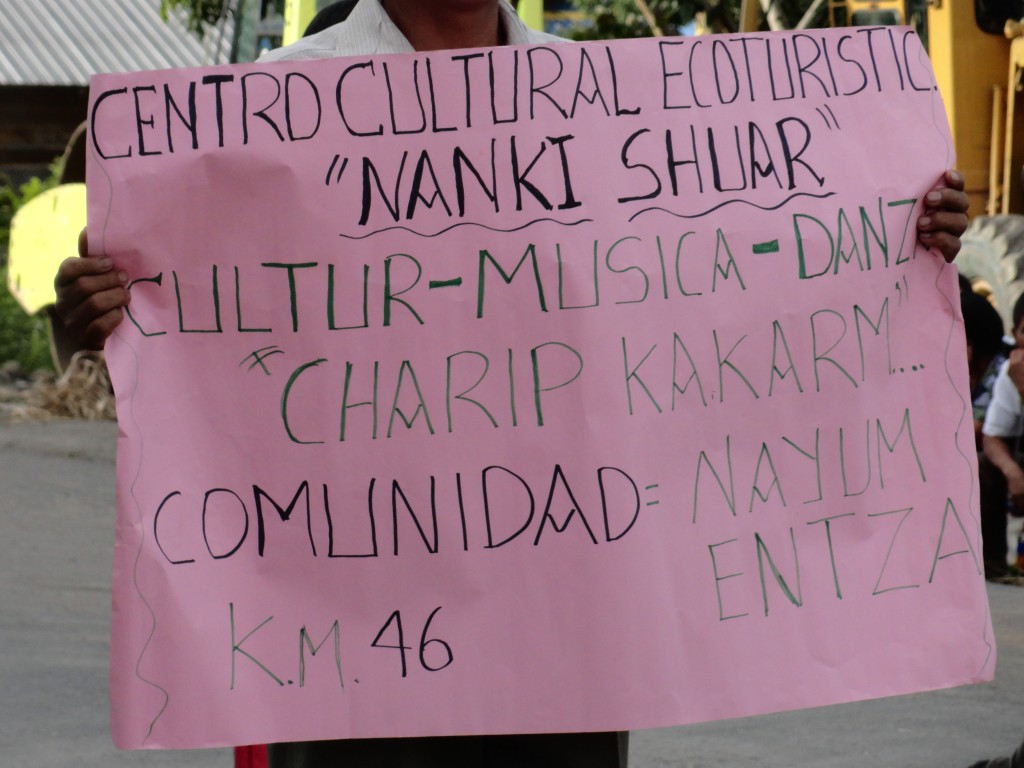 CENTRO CULTURAL ECOTURISTIC.
"NANKI SHUAR"
CULTUR-MUSICA-DANZ
"CHARIP KAKARM..."
COMUNIDAD= NAYUM
ENTZA
K.M. 46